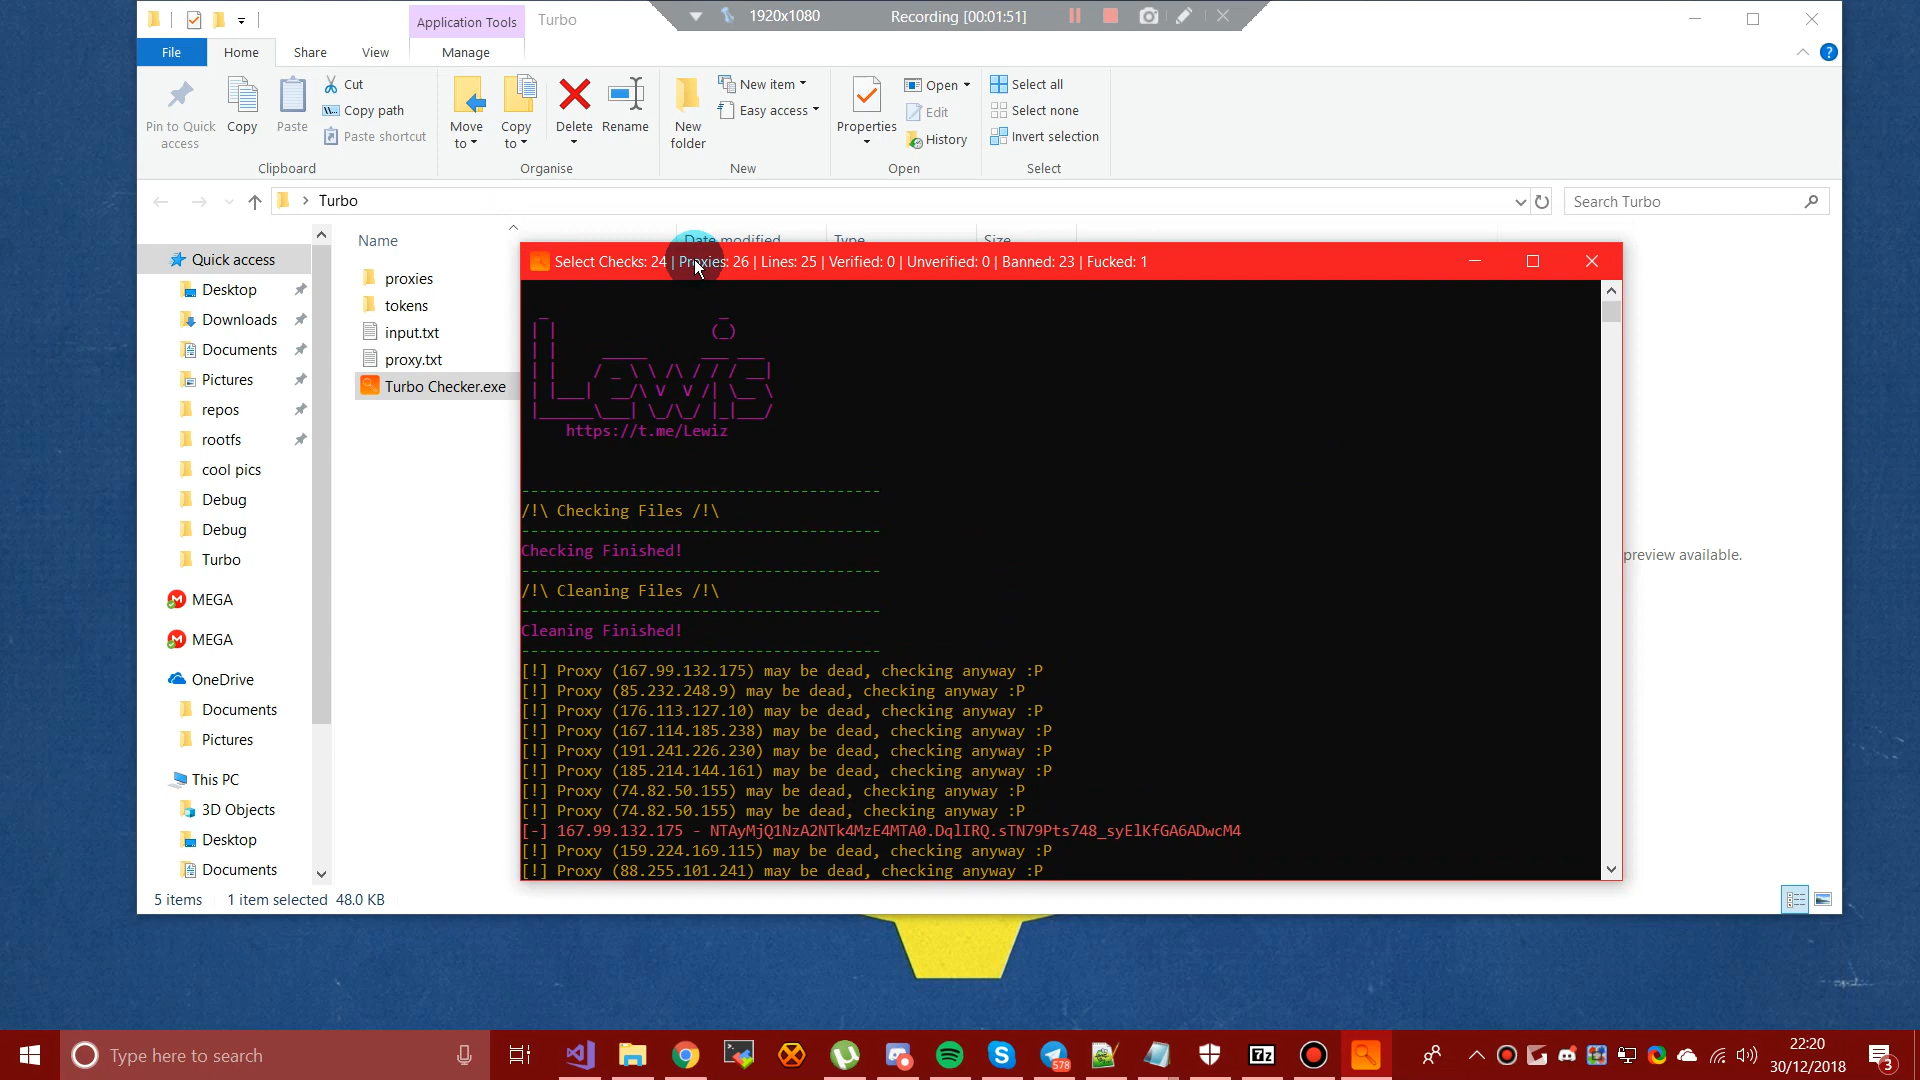 Application Tools
Turbo
1920x1080
Recording [00:01:51]
File
Home
Share
View
Manage
Pin to Quick access
Copy
Paste
Cut
Copy path
Paste shortcut
Clipboard
Move to
Copy to
Delete
Rename
Organise
New folder
New item
Easy access
New
Properties
Open
Edit
History
Open
Select all
Select none
Invert selection
Select
Turbo
Search Turbo
Name
Date modified
Type
Size
Quick access
Desktop
Downloads
Documents
Pictures
repos
rootfs
cool pics
Debug
Debug
Turbo
MEGA
MEGA
OneDrive
Documents
Pictures
This PC
3D Objects
Desktop
Documents
proxies
tokens
input.txt
proxy.txt
Turbo Checker.exe
Select Checks: 24 | Proxies: 26 | Lines: 25 | Verified: 0 | Unverified: 0 | Banned: 23 | Fucked: 1
Lewis
https://t.me/Lewiz
----------------------------------------
/!\ Checking Files /!\
----------------------------------------
Checking Finished!
----------------------------------------
/!\ Cleaning Files /!\
----------------------------------------
Cleaning Finished!
----------------------------------------
[!] Proxy (167.99.132.175) may be dead, checking anyway :P
[!] Proxy (85.232.248.9) may be dead, checking anyway :P
[!] Proxy (176.113.127.10) may be dead, checking anyway :P
[!] Proxy (167.114.185.238) may be dead, checking anyway :P
[!] Proxy (191.241.226.230) may be dead, checking anyway :P
[!] Proxy (185.214.144.161) may be dead, checking anyway :P
[!] Proxy (74.82.50.155) may be dead, checking anyway :P
[!] Proxy (74.82.50.155) may be dead, checking anyway :P
[-] 167.99.132.175 - NTAyMjQ1NzA2NTk4MzE4MTA0.DqlIRQ.sTN79Pts748_syElKfGA6ADwcM4
[!] Proxy (159.224.169.115) may be dead, checking anyway :P
[!] Proxy (88.255.101.241) may be dead, checking anyway :P
preview available.
5 items
1 item selected 48.0 KB
Type here to search
578
7z
22:20
30/12/2018
3